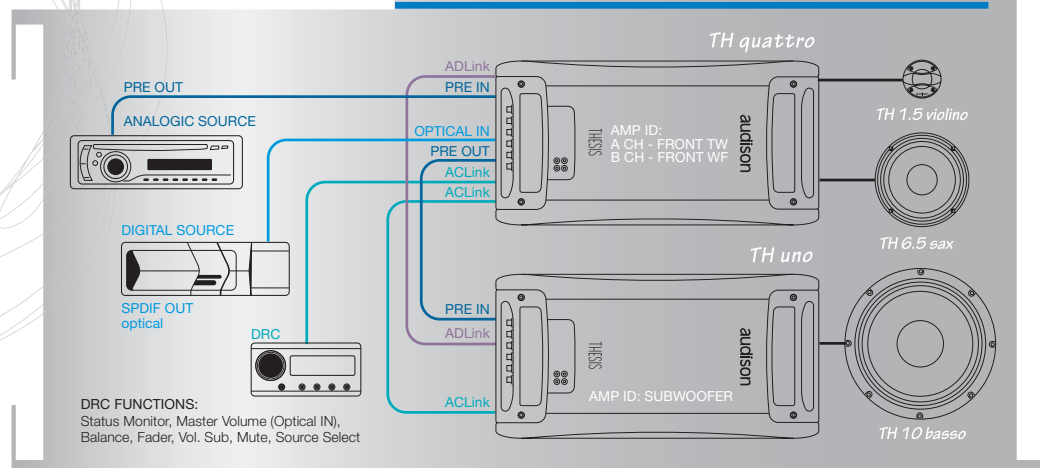 TH quattro
ADLink
PRE OUT
PRE IN
ANALOGIC SOURCE
TH 1.5 violino
OPTICAL IN
AMP ID:
A CH - FRONT TW
B CH - FRONT WF
THESIS
audison
PRE OUT
ACLink
ACLink
DIGITAL SOURCE
TH 6.5 sax
TH uno
SPDIF OUT
optical
PRE IN
DRC
ADLink
THESIS
audison
AMP ID: SUBWOOFER
ACLink
DRC FUNCTIONS:
Status Monitor, Master Volume (Optical IN),
Balance, Fader, Vol. Sub, Mute, Source Select
TH 10 basso